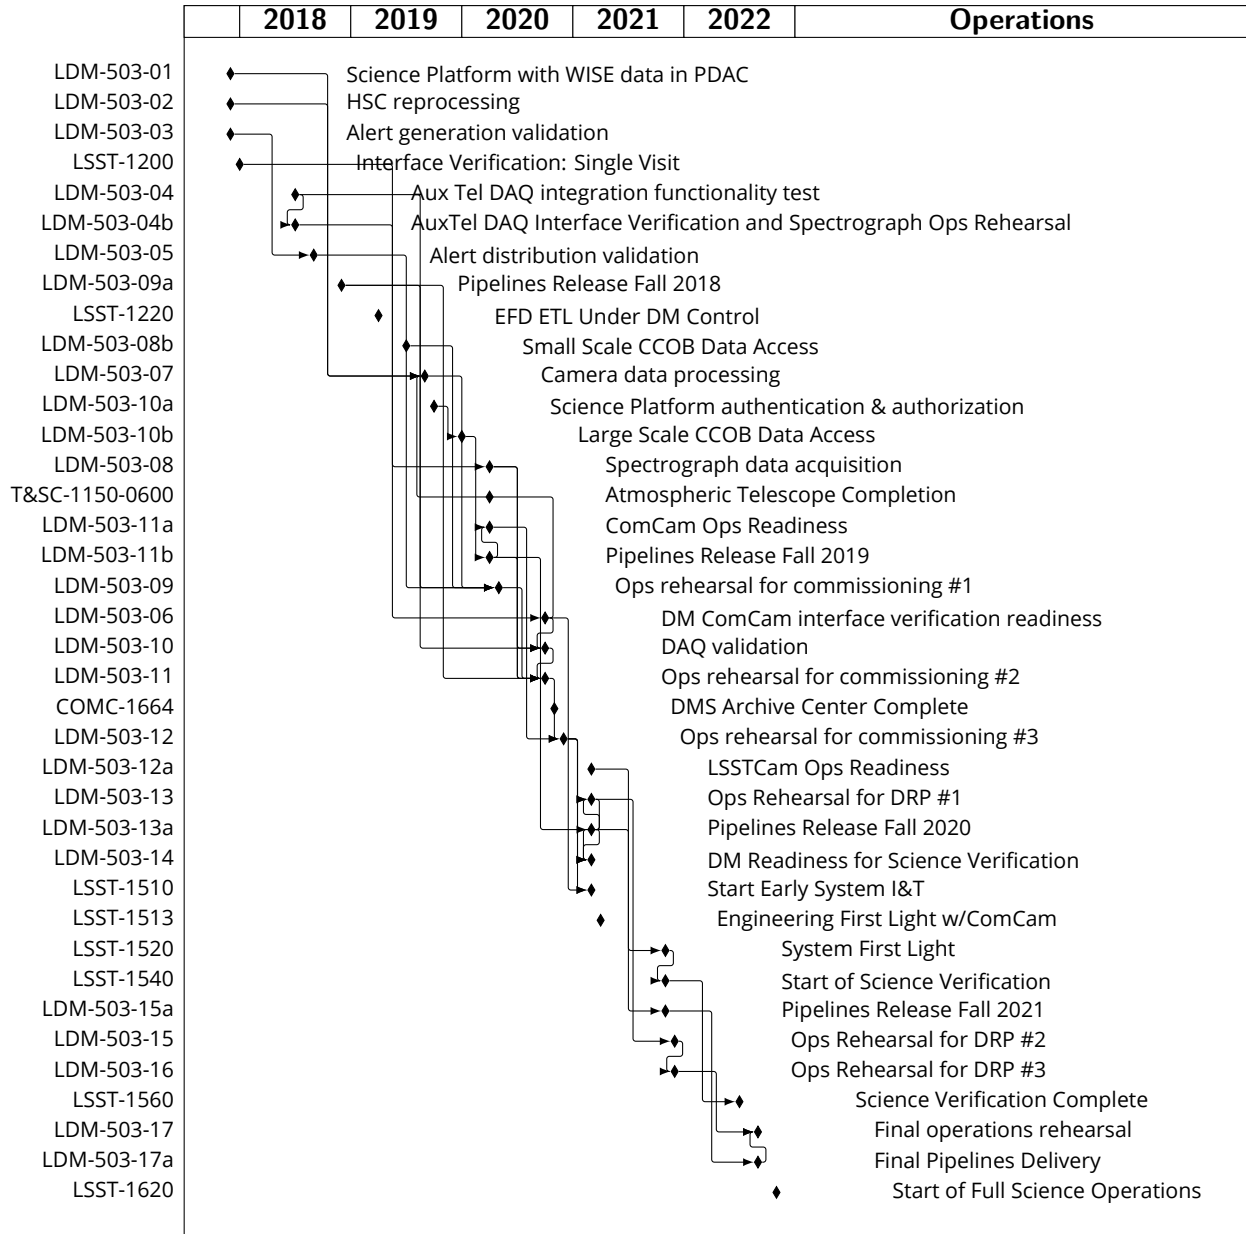 2018 2019 2020 2021 2022 Operations
LDM-503-01 Science Platform with WISE data in PDAC
LDM-503-02 HSC reprocessing
LDM-503-03 Alert generation validation
LSST-1200 Interface Verification: Single Visit
LDM-503-04 Aux Tel DAQ integration functionality test
LDM-503-04b AuxTel DAQ Interface Verification and Spectrograph Ops Rehearsal
LDM-503-05 Alert distribution validation
LDM-503-09a Pipelines Release Fall 2018
LSST-1220 EFD ETL Under DM Control
LDM-503-08b Small Scale CCOB Data Access
LDM-503-07 Camera data processing
LDM-503-10a Science Platform authentication & authorization
LDM-503-10b Large Scale CCOB Data Access
LDM-503-08 Spectrograph data acquisition
T&SC-1150-0600 Atmospheric Telescope Completion
LDM-503-11a ComCam Ops Readiness
LDM-503-11b Pipelines Release Fall 2019
LDM-503-09 Ops rehearsal for commissioning #1
LDM-503-06 DM ComCam interface verification readiness
LDM-503-10 DAQ validation
LDM-503-11 Ops rehearsal for commissioning #2
COMC-1664 DMS Archive Center Complete
LDM-503-12 Ops rehearsal for commissioning #3
LDM-503-12a LSSTCam Ops Readiness
LDM-503-13 Ops Rehearsal for DRP #1
LDM-503-13a Pipelines Release Fall 2020
LDM-503-14 DM Readiness for Science Verification
LSST-1510 Start Early System I&T
LSST-1513 Engineering First Light w/ComCam
LSST-1520 System First Light
LSST-1540 Start of Science Verification
LDM-503-15a Pipelines Release Fall 2021
LDM-503-15 Ops Rehearsal for DRP #2
LDM-503-16 Ops Rehearsal for DRP #3
LSST-1560 Science Verification Complete
LDM-503-17 Final operations rehearsal
LDM-503-17a Final Pipelines Delivery
LSST-1620 Start of Full Science Operations